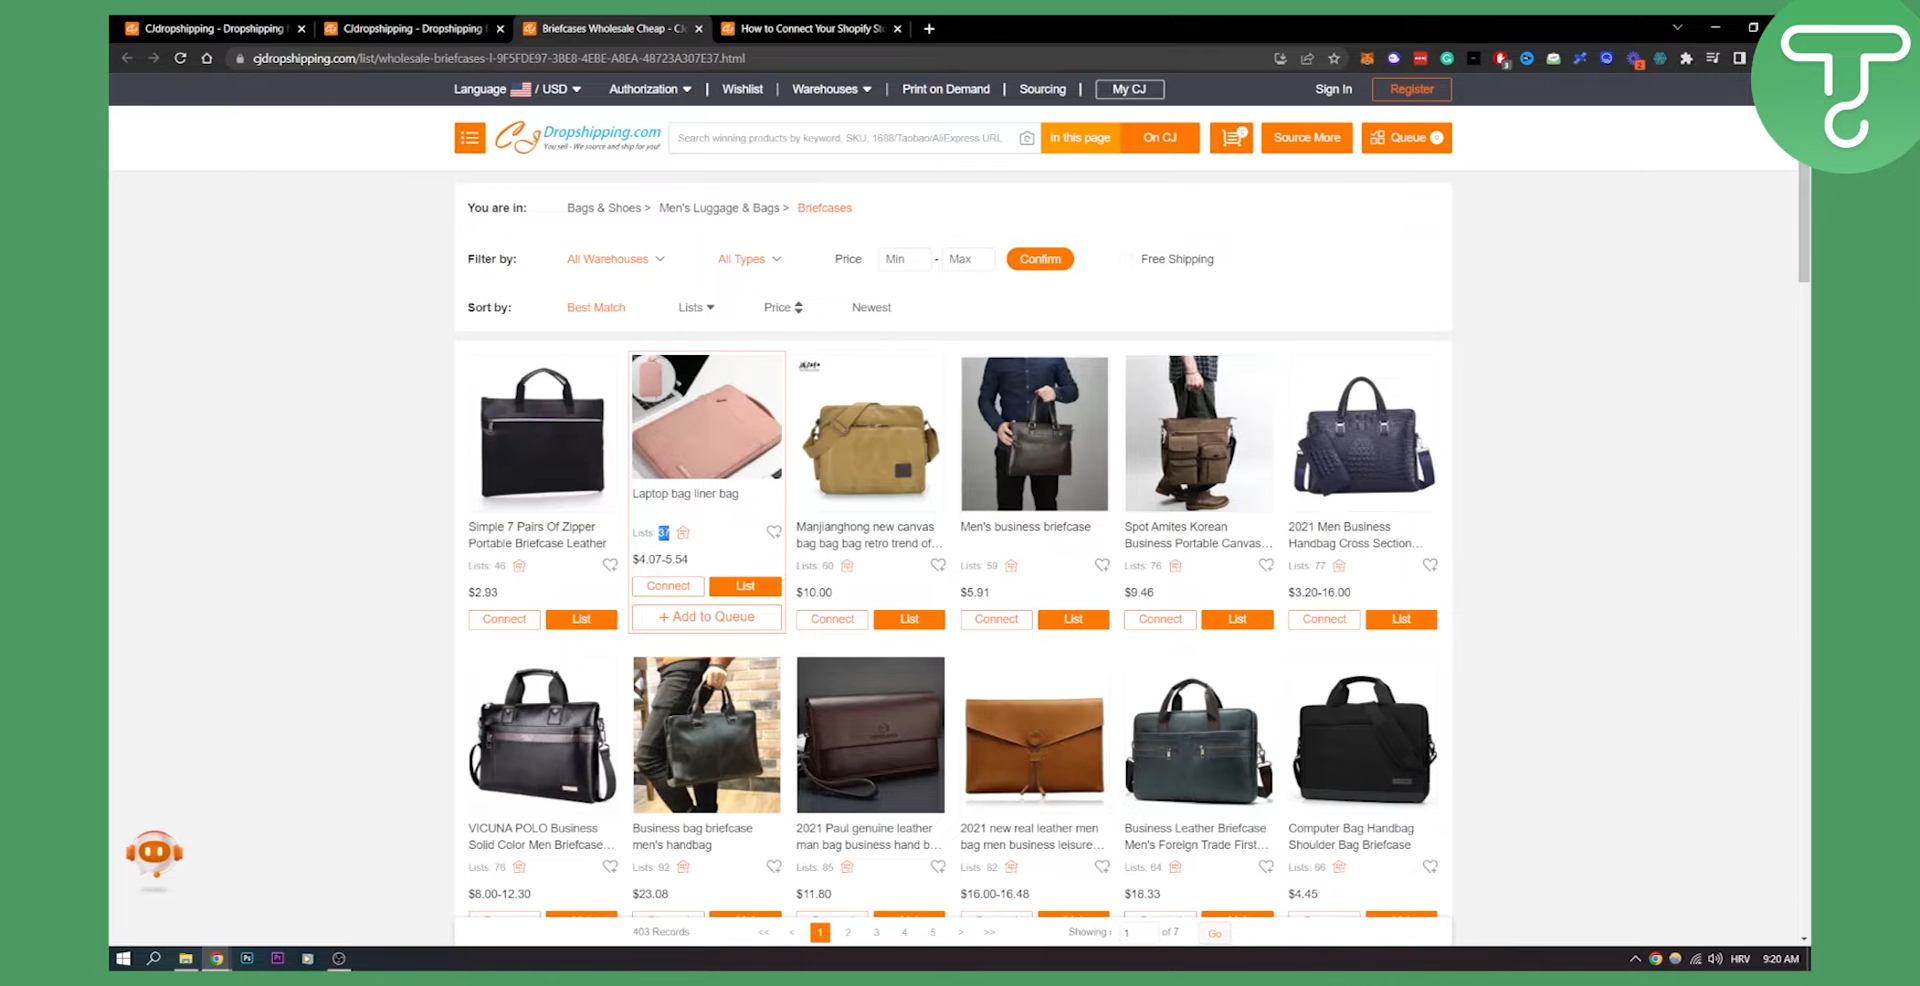 CJdropshipping - Dropshipping f
CJdropshipping - Dropshipping f
Briefcases Wholesale Cheap - CJ
How to Connect Your Shopify Sto
cjdropshipping.com/list/wholesale-briefcases-l-9F5FDE97-3BE8-4EBE-A8EA-48723A307E37.html
Language / USD Authorization | Wishlist | Warehouses | Print on Demand | Sourcing | My CJ Sign In Register
CJ Dropshipping.com
You sell - We source and ship for you!
Search winning products by keyword, SKU, 1688/Taobao/AliExpress URL
In this page On CJ 0 Source More Queue 0
You are in: Bags & Shoes > Men's Luggage & Bags > Briefcases
Filter by: All Warehouses All Types Price Min - Max Confirm Free Shipping
Sort by: Best Match Lists Price Newest
Simple 7 Pairs Of Zipper
Portable Briefcase Leather
Lists: 46
$2.93
Connect List
Laptop bag liner bag
Lists: 37
$4.07-5.54
Connect List
+ Add to Queue
Manjianghong new canvas
bag bag bag retro trend of...
Lists: 60
$10.00
Connect List
Men's business briefcase
Lists: 59
$5.91
Connect List
Spot Amites Korean
Business Portable Canvas...
Lists: 76
$9.46
Connect List
2021 Men Business
Handbag Cross Section...
Lists: 77
$3.20-16.00
Connect List
VICUNA POLO Business
Solid Color Men Briefcase...
Lists: 76
$8.00-12.30
Business bag briefcase
men's handbag
Lists: 92
$23.08
2021 Paul genuine leather
man bag business hand b...
Lists: 85
$11.80
2021 new real leather men
bag men business leisure...
Lists: 82
$16.00-16.48
Business Leather Briefcase
Men's Foreign Trade First...
Lists: 64
$18.33
Computer Bag Handbag
Shoulder Bag Briefcase
Lists: 66
$4.45
403 Records << < 1 2 3 4 5 > >> Showing: 1 of 7 Go
Ps Pr HRV 9:20 AM